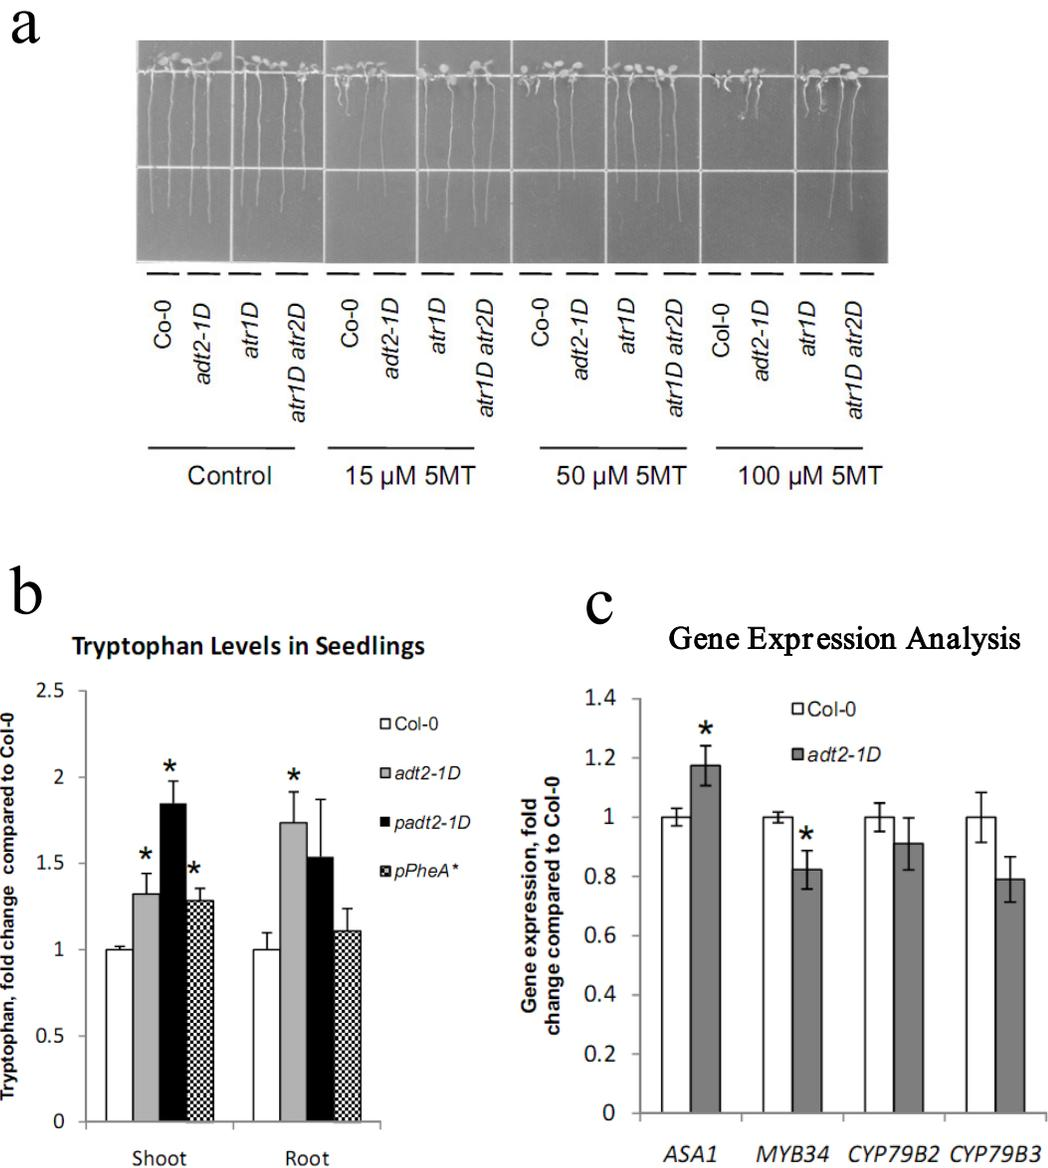 a
Co-0 adt2-1D atr1D atr1D atr2D Co-0 adt2-1D atr1D atr1D atr2D Co-0 adt2-1D atr1D atr1D atr2D Col-0 adt2-1D atr1D atr1D atr2D
Control 15 µM 5MT 50 µM 5MT 100 µM 5MT
b
Tryptophan Levels in Seedlings
Tryptophan, fold change compared to Col-0
2.5
2
1.5
1
0.5
0
* * * *
Col-0
adt2-1D
padt2-1D
pPheA*
Shoot Root
c
Gene Expression Analysis
Gene expression, fold
change compared to Col-0
1.4
1.2
1
0.8
0.6
0.4
0.2
0
* *
Col-0
adt2-1D
ASA1 MYB34 CYP79B2 CYP79B3